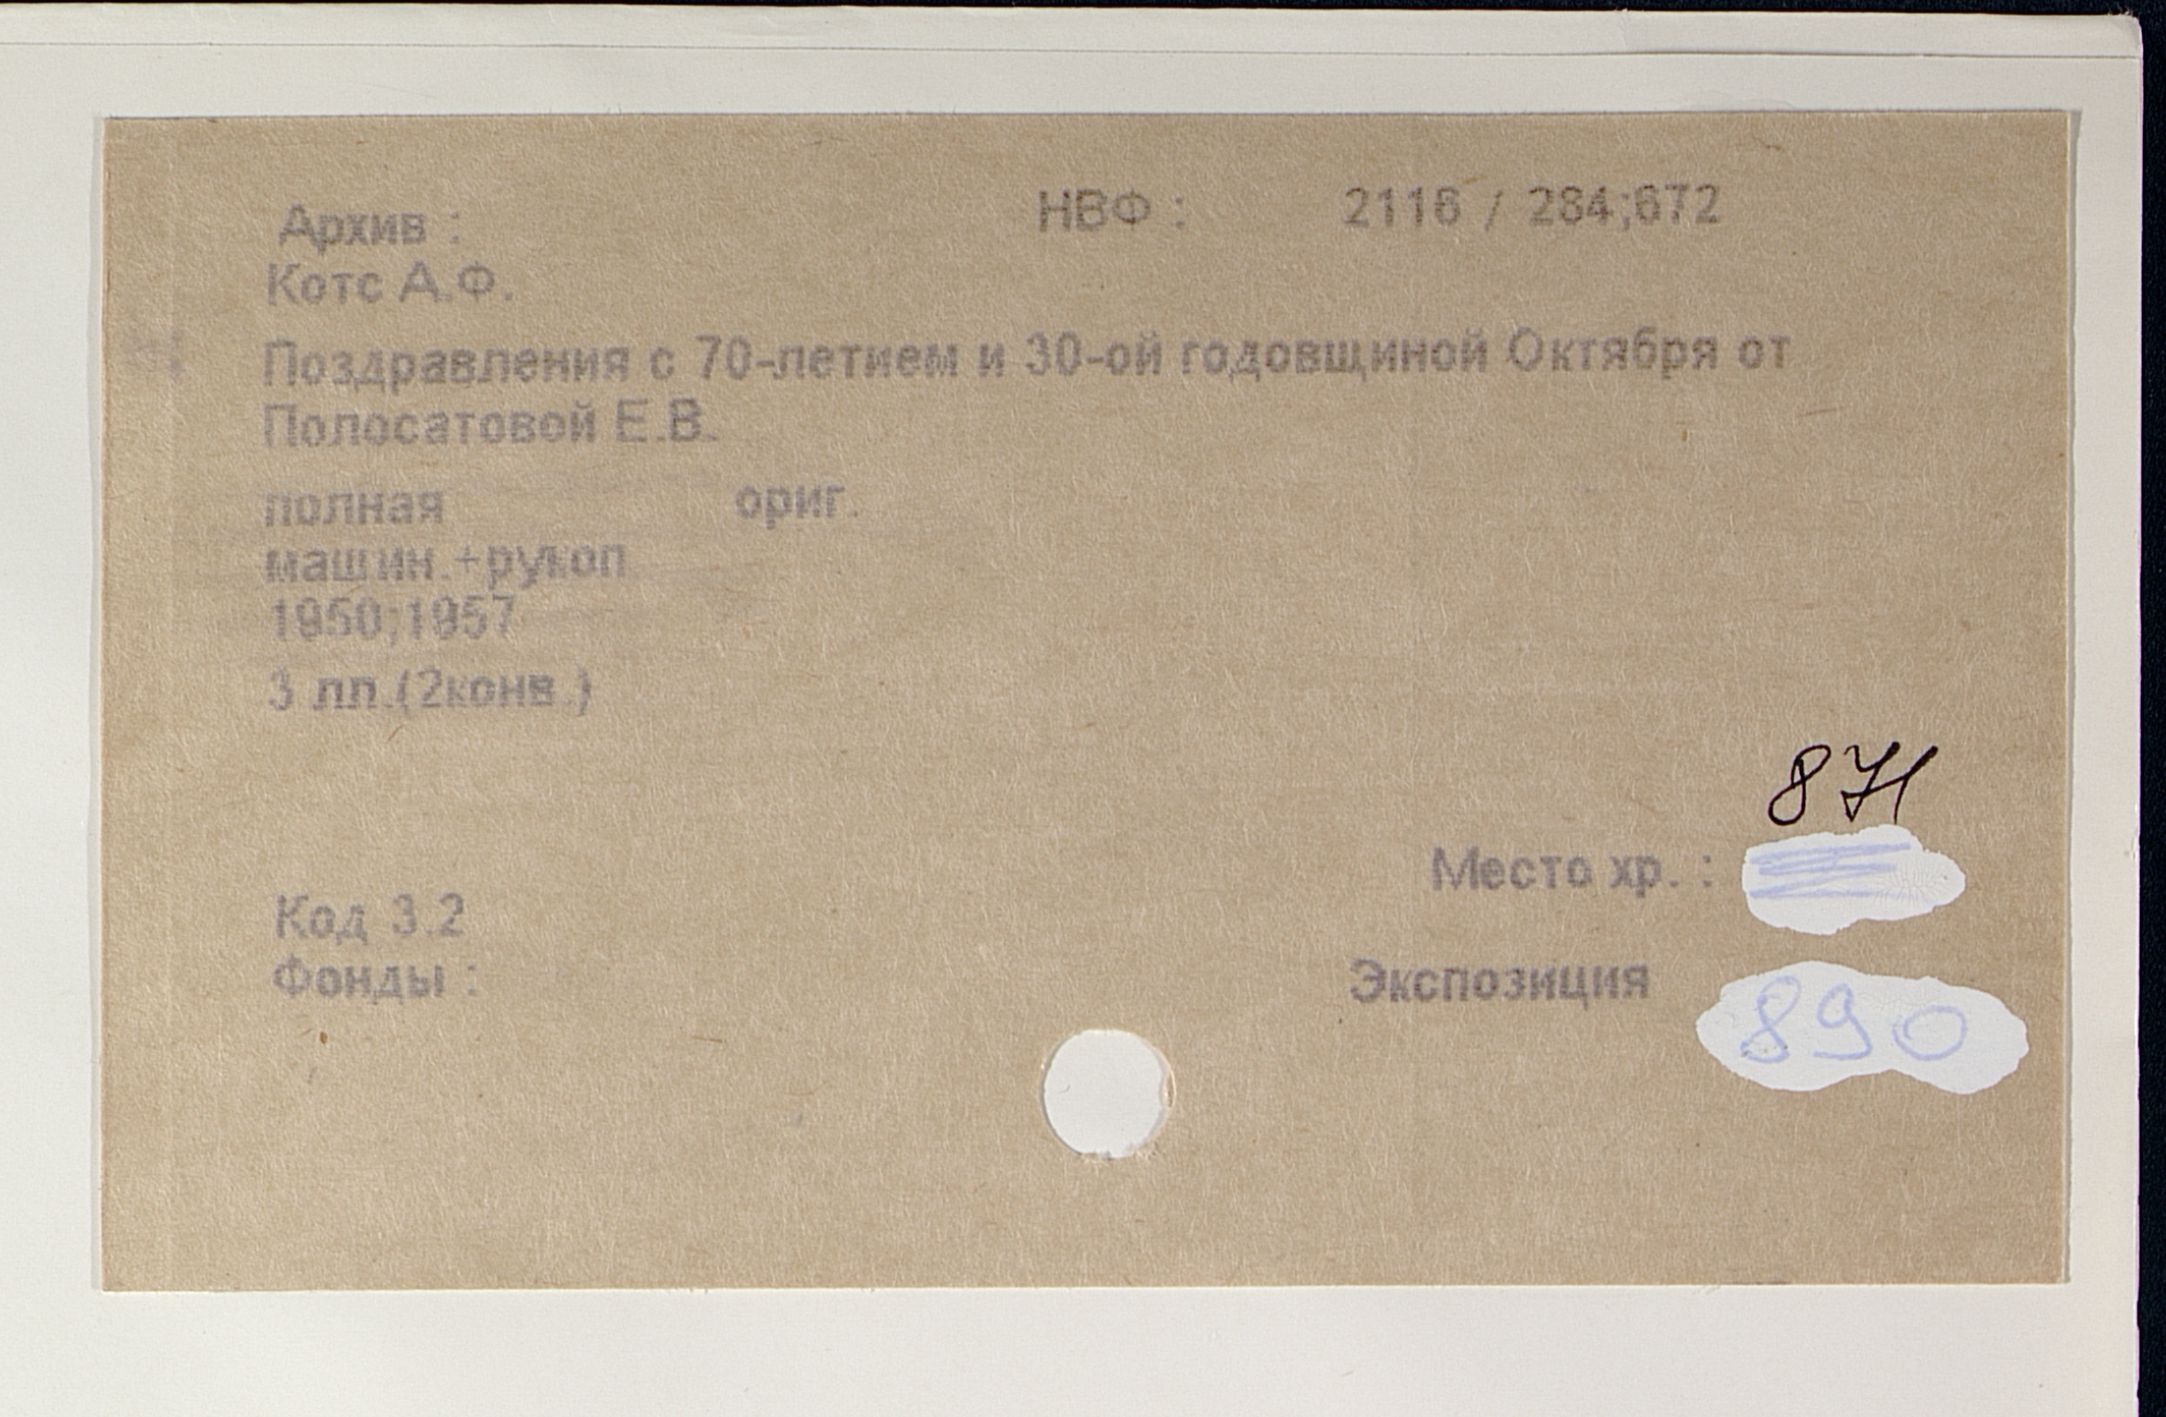 Архив : НВФ : 2116 / 284;672
Котс А.Ф.
Поздравления с 70-летием и 30-ой годовщиной Октября от
Полосатовой Е.В.
полная ориг.
машин.+рукоп
1950;1957
3 лл.(2конв.)
871
Место хр. :
Код 3.2
Фонды : Экспозиция
890